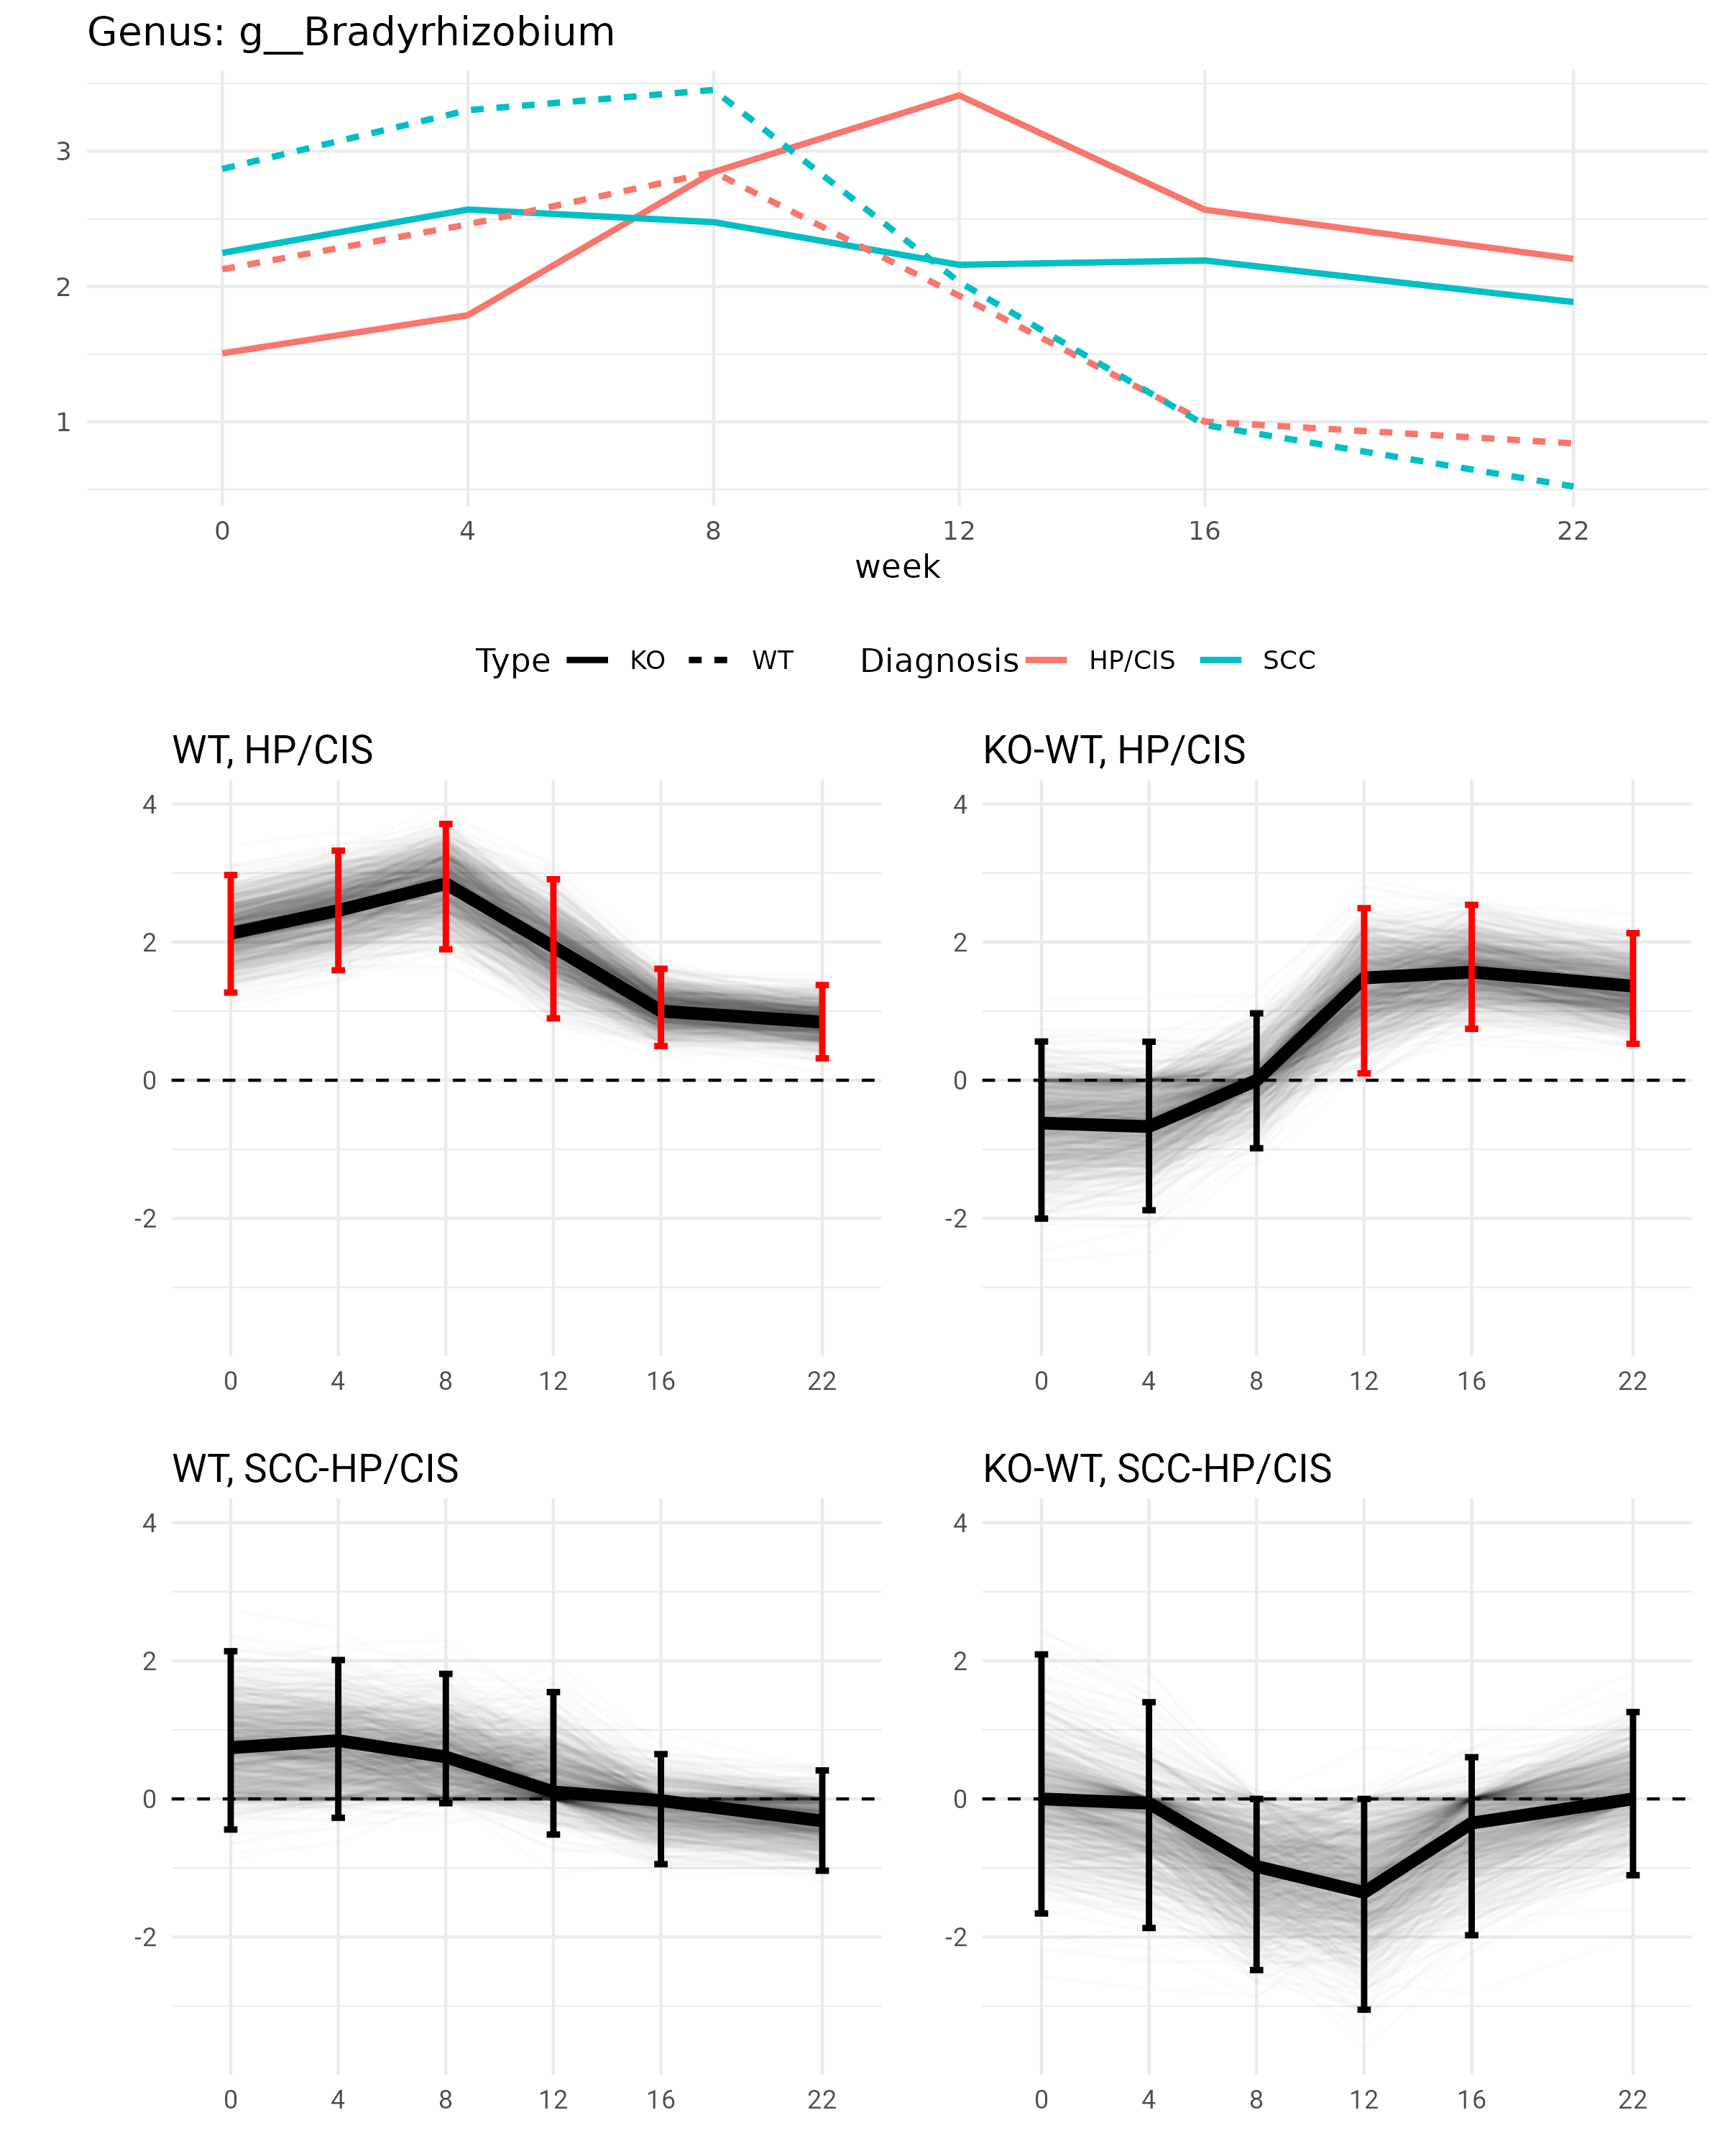 Genus: g__Bradyrhizobium
3
2
1
0 4 8 12 16 22
week
Type KO WT Diagnosis HP/CIS SCC
WT, HP/CIS
4
2
0
-2
0 4 8 12 16 22
KO-WT, HP/CIS
4
2
0
-2
0 4 8 12 16 22
WT, SCC-HP/CIS
4
2
0
-2
0 4 8 12 16 22
KO-WT, SCC-HP/CIS
4
2
0
-2
0 4 8 12 16 22